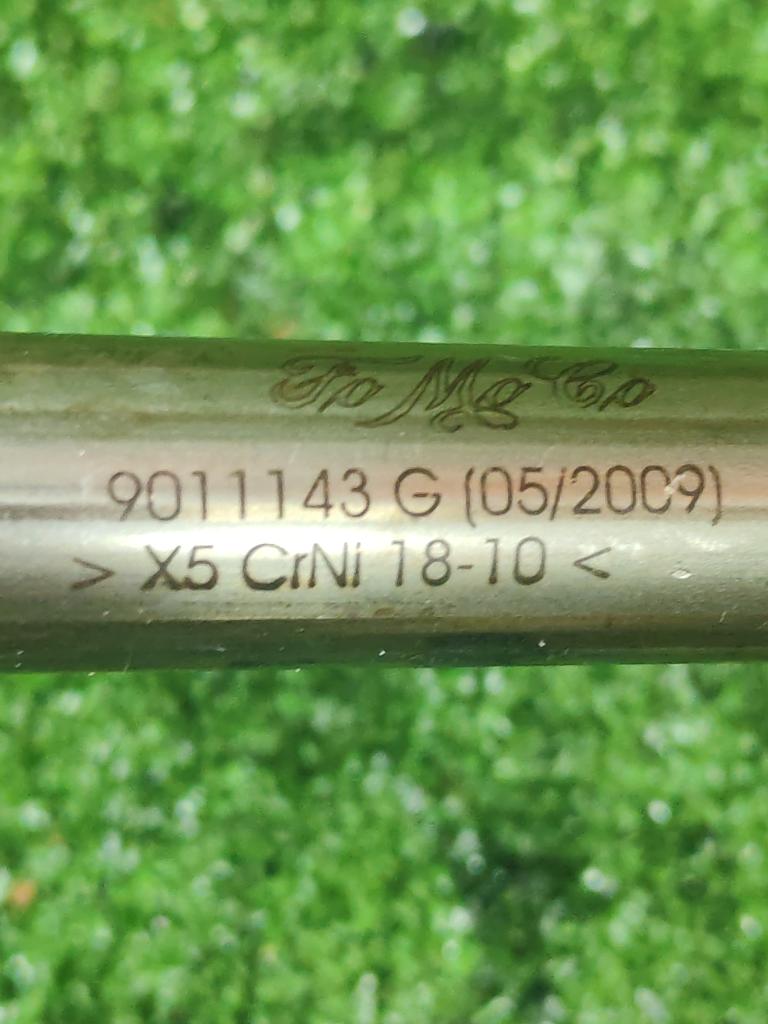 FoMoCo
9011143 G (05/2009)
> X5 CrNi 18-10 <